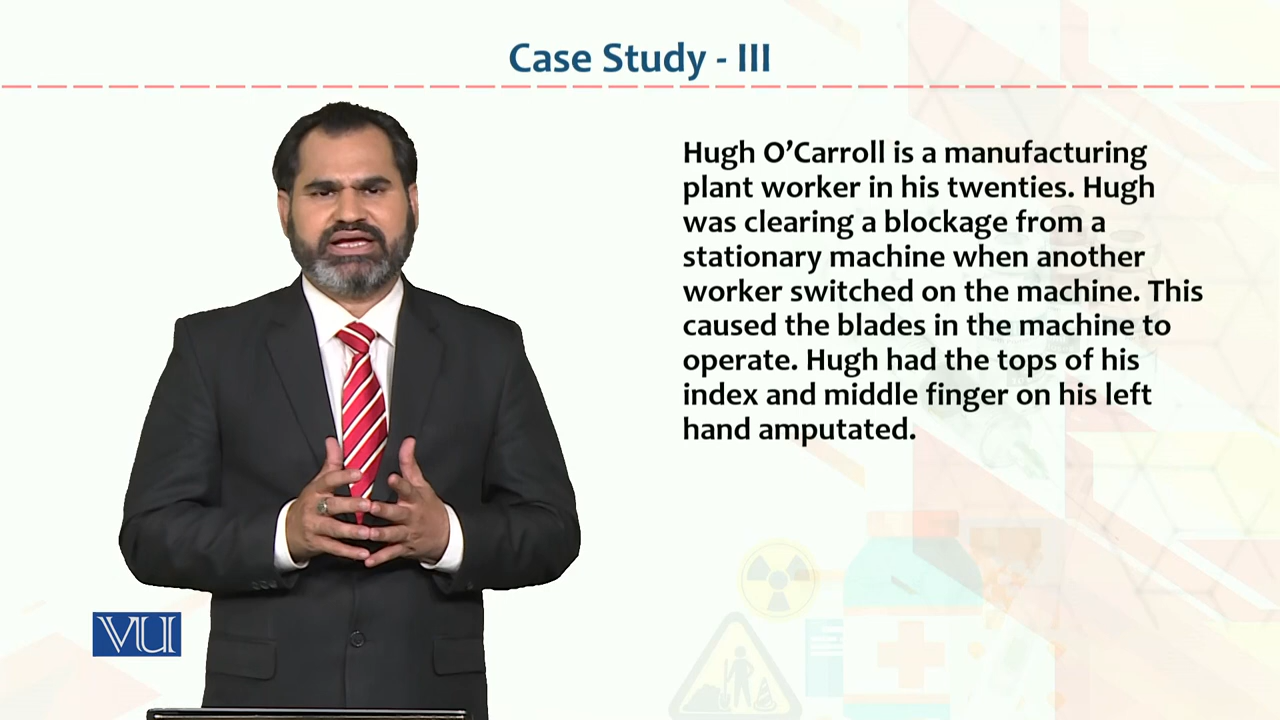 Case Study - III
Hugh O’Carroll is a manufacturing
plant worker in his twenties. Hugh
was clearing a blockage from a
stationary machine when another
worker switched on the machine. This
caused the blades in the machine to
operate. Hugh had the tops of his
index and middle finger on his left
hand amputated.
VU